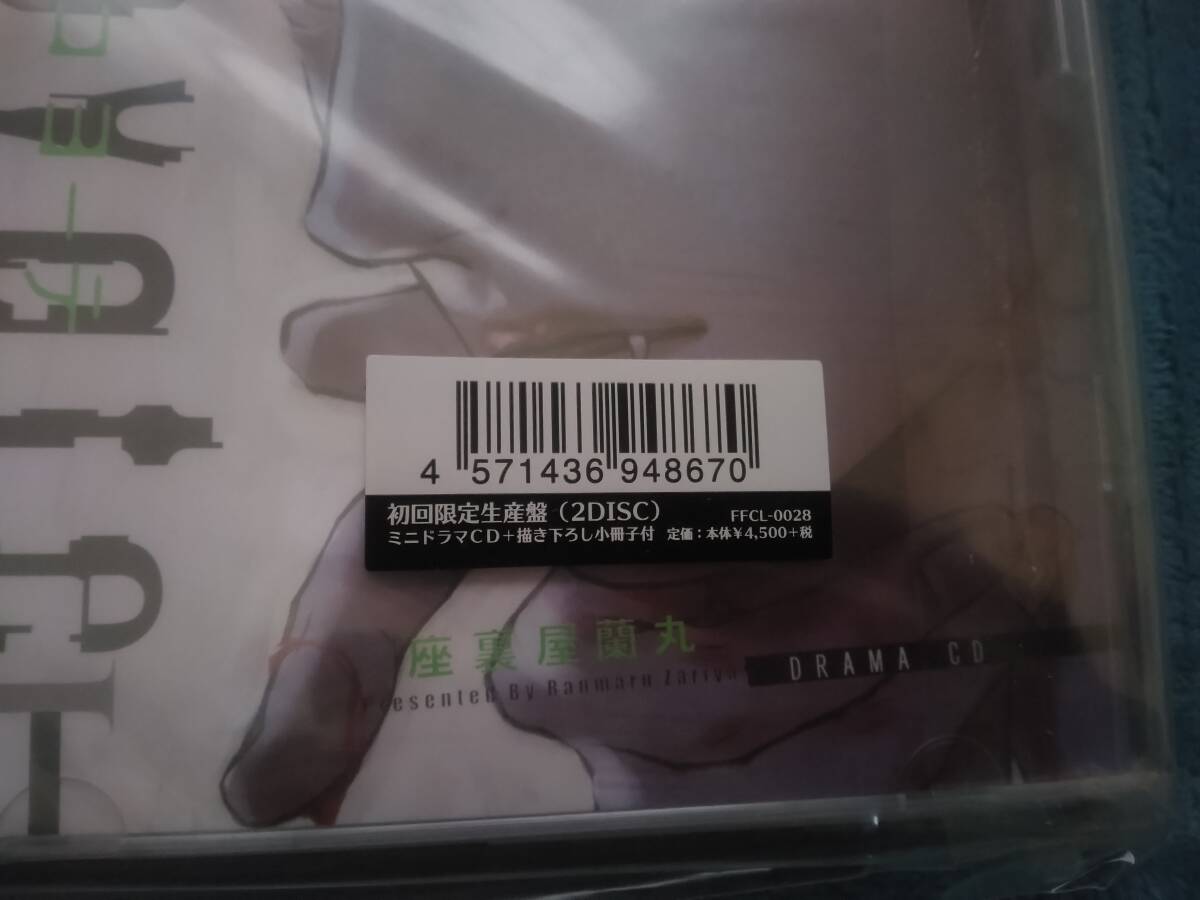 4 571436 948670
初回限定生産盤（2DISC） FFCL-0028
ミニドラマCD＋描き下ろし小冊子付 定価：本体¥4,500＋税
座裏屋蘭丸
Presented By Ranmaru Zariya
DRAMA CD